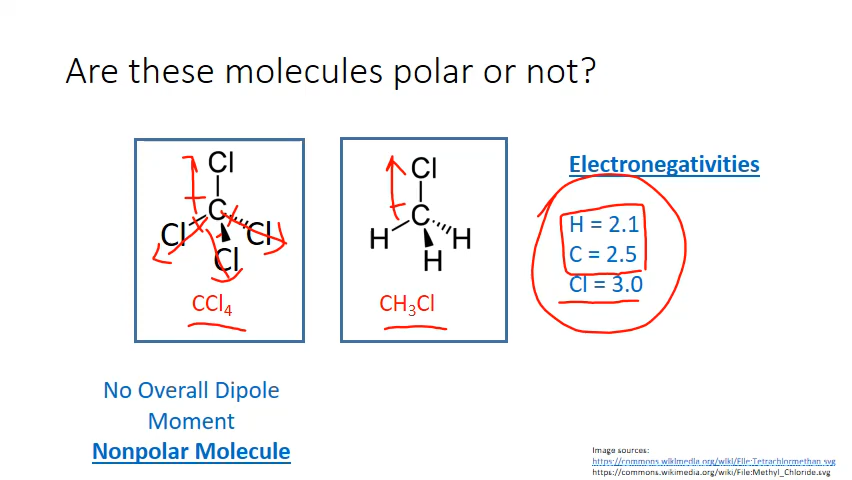 Are these molecules polar or not?
Cl
C
Cl
Cl
Cl
CCl₄
Cl
C
H
H
H
CH₃Cl
Electronegativities
H = 2.1
C = 2.5
Cl = 3.0
No Overall Dipole
Moment
Nonpolar Molecule
Image sources:
https://commons.wikimedia.org/wiki/File:Tetrachlormethan.svg
https://commons.wikimedia.org/wiki/File:Methyl_Chloride.svg